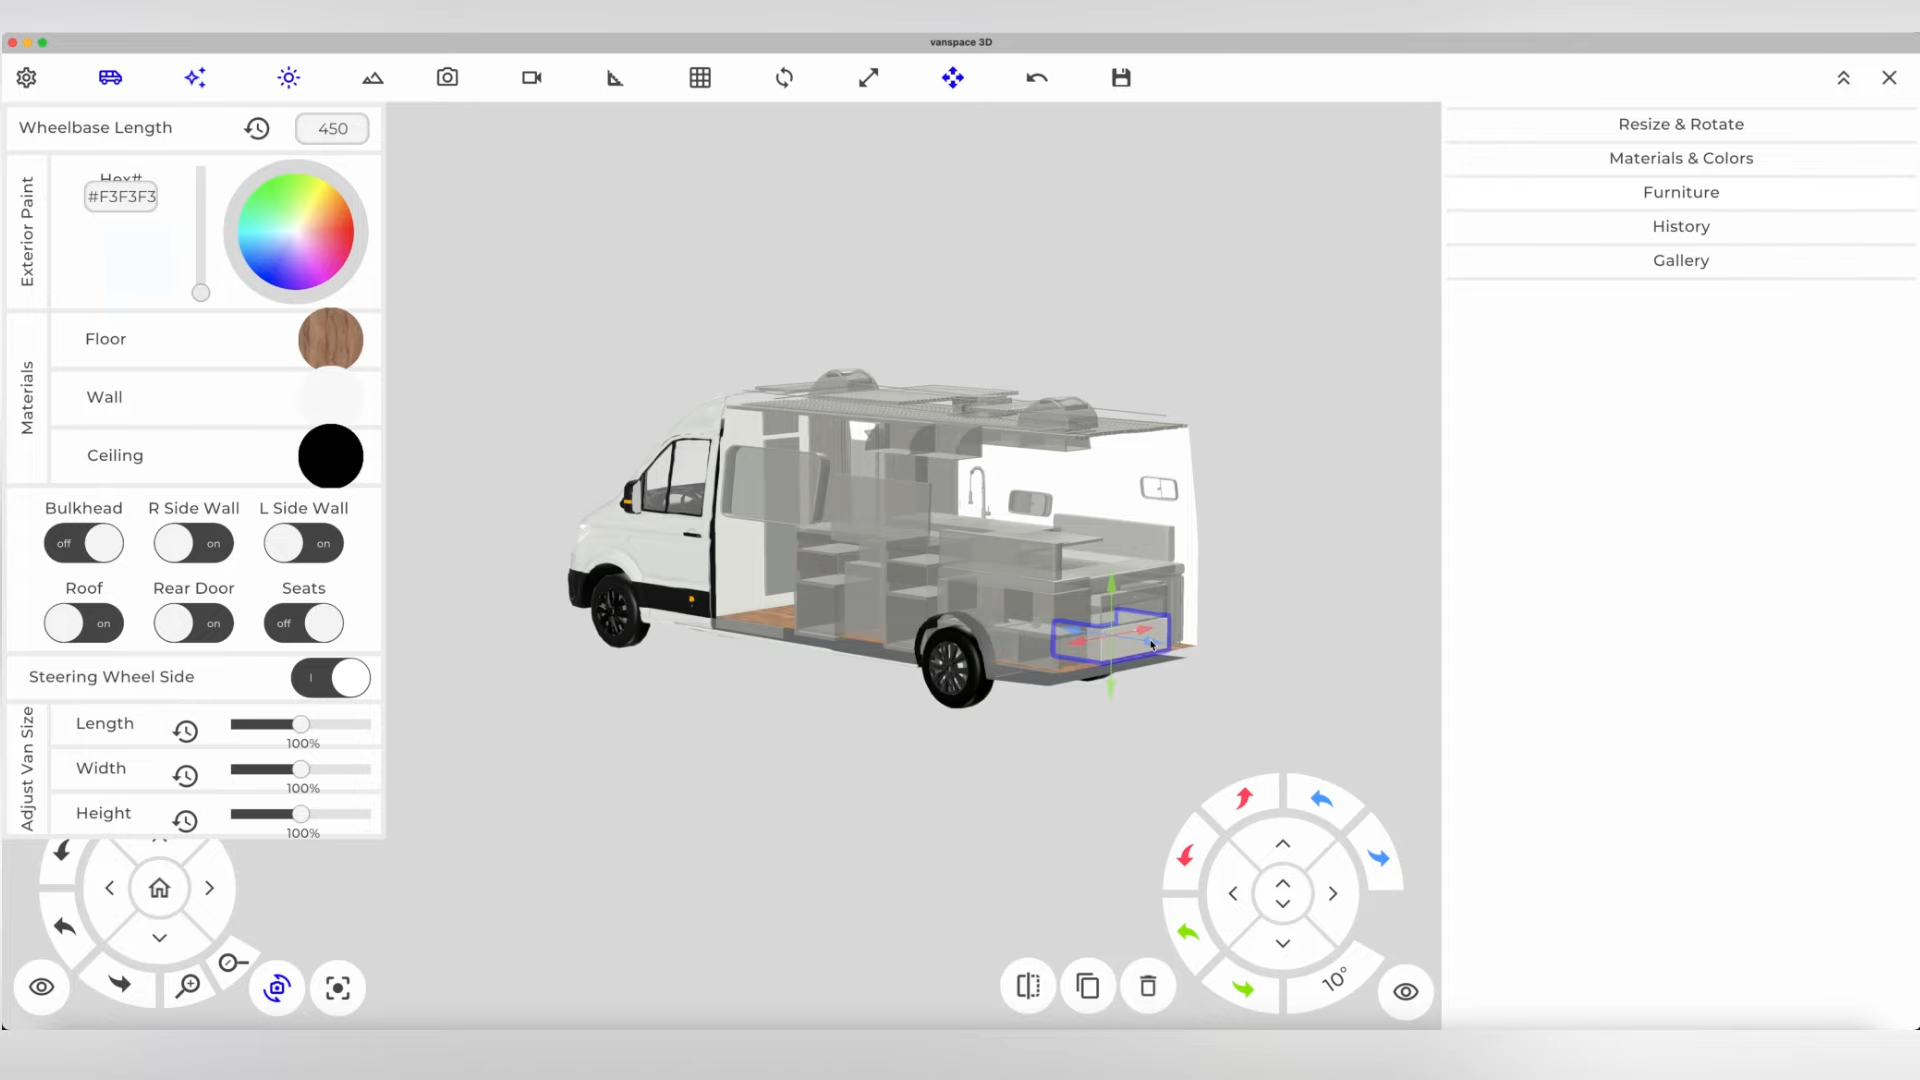 vanspace 3D
Wheelbase Length
450
Exterior Paint
Hex#
#F3F3F3
Materials
Floor
Wall
Ceiling
Bulkhead
R Side Wall
L Side Wall
off
on
on
Roof
Rear Door
Seats
on
on
off
Steering Wheel Side
l
Adjust Van Size
Length
100%
Width
100%
Height
100%
10°
Resize & Rotate
Materials & Colors
Furniture
History
Gallery